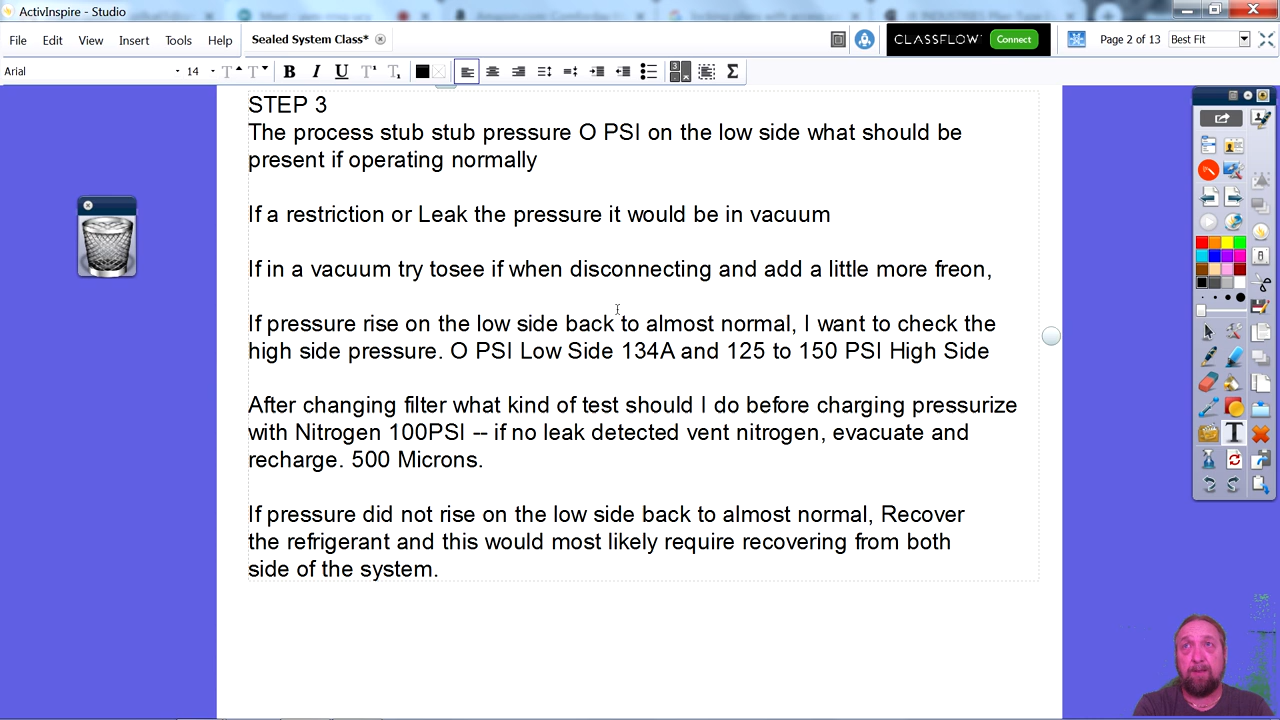 ActivInspire - Studio
File Edit View Insert Tools Help
Sealed System Class*
CLASSFLOW Connect
Page 2 of 13 Best Fit
Arial 14 B I U
STEP 3
The process stub stub pressure O PSI on the low side what should be
present if operating normally
If a restriction or Leak the pressure it would be in vacuum
If in a vacuum try tosee if when disconnecting and add a little more freon,
If pressure rise on the low side back to almost normal, I want to check the
high side pressure. O PSI Low Side 134A and 125 to 150 PSI High Side
After changing filter what kind of test should I do before charging pressurize
with Nitrogen 100PSI -- if no leak detected vent nitrogen, evacuate and
recharge. 500 Microns.
If pressure did not rise on the low side back to almost normal, Recover
the refrigerant and this would most likely require recovering from both
side of the system.